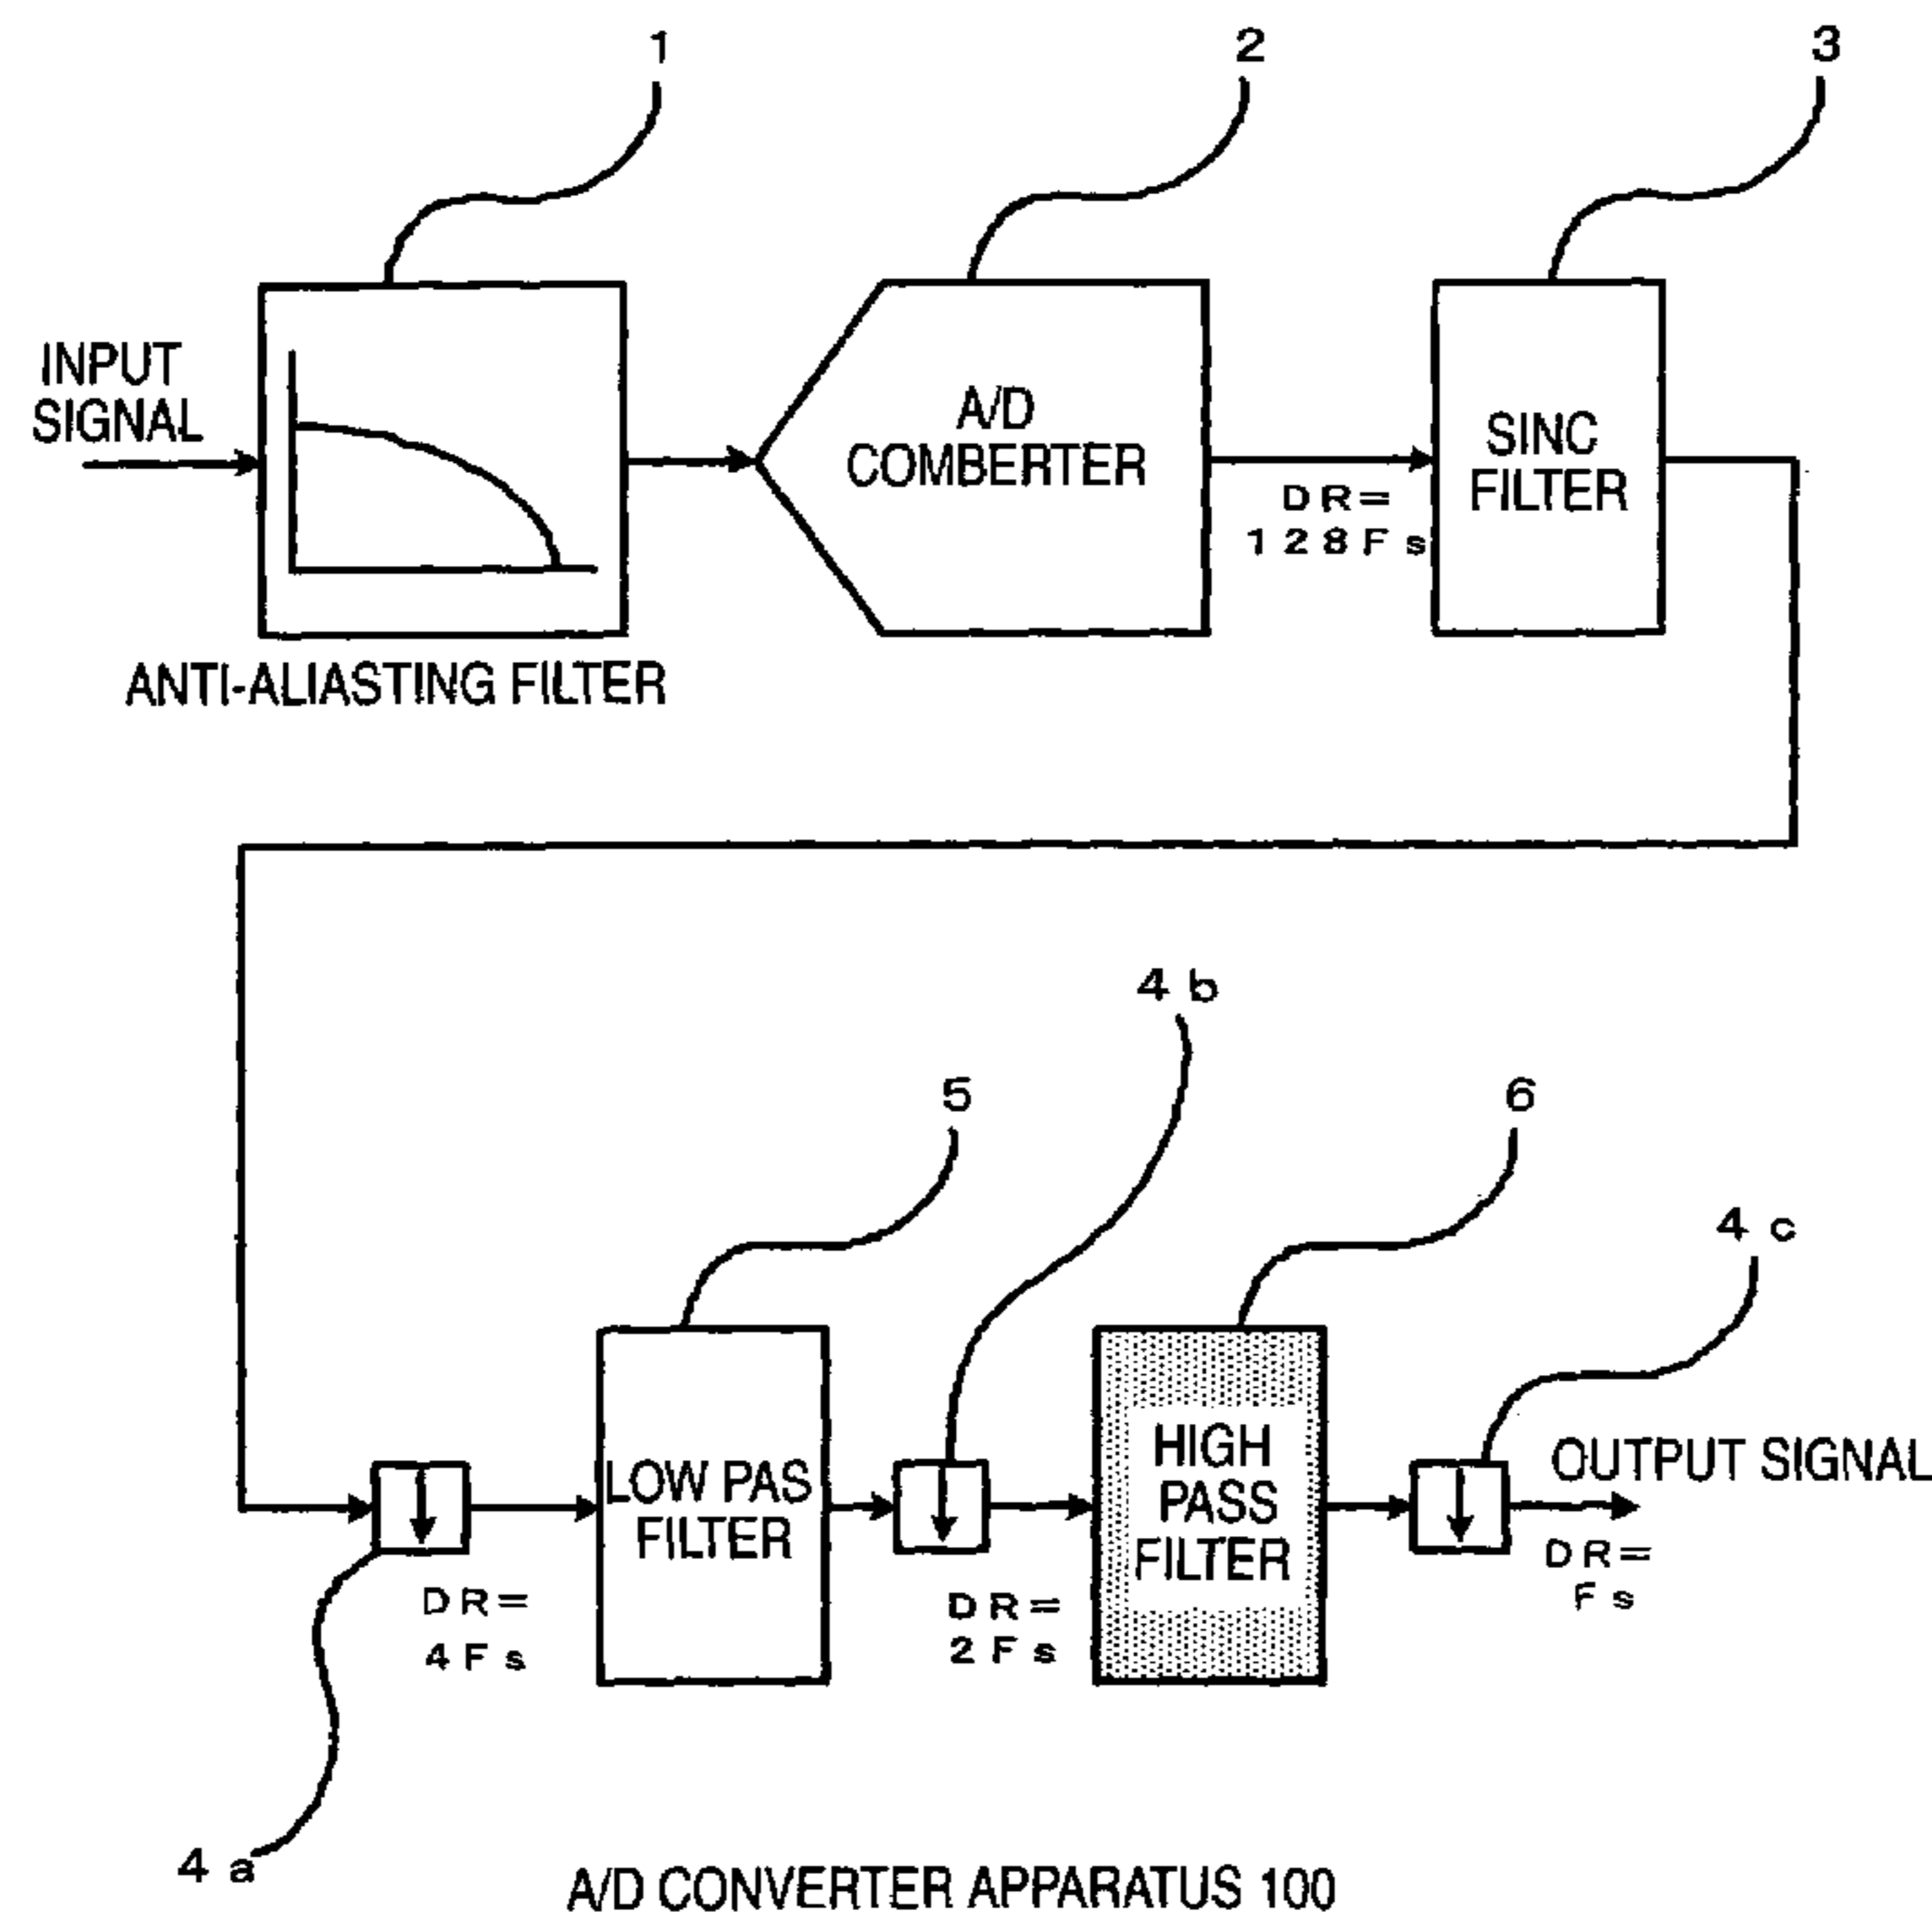 1
2
3
INPUT
SIGNAL
A/D
COMBERTER
DR=
128Fs
SINC
FILTER
ANTI-ALIASTING FILTER
4b
5
6
4c
LOW PAS
FILTER
HIGH
PASS
FILTER
OUTPUT SIGNAL
DR=
4Fs
DR=
2Fs
DR=
Fs
4a
A/D CONVERTER APPARATUS 100